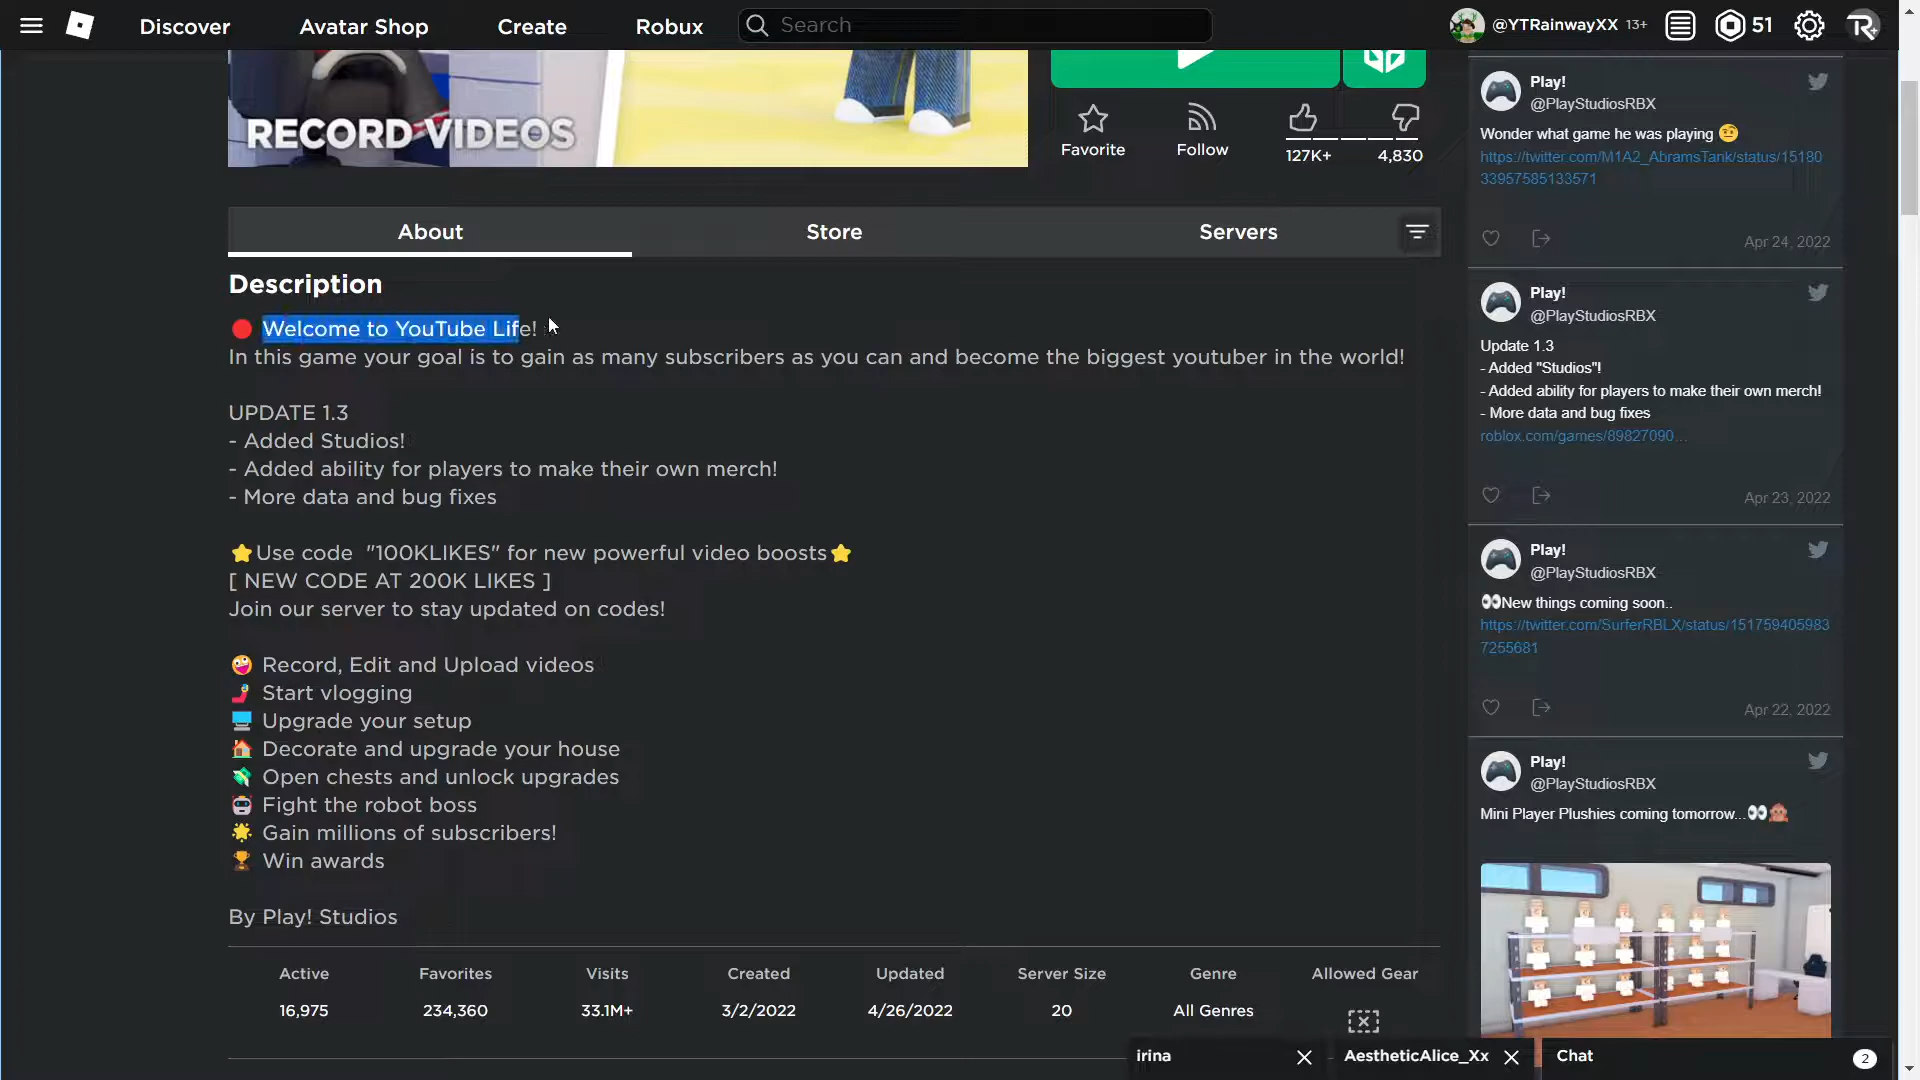 Discover
Avatar Shop
Create
Robux
Search
@YTRainwayXX 13+
51
RECORD VIDEOS
Favorite
Follow
127K+
4,830
About
Store
Servers
Description
🔴 Welcome to YouTube Life!
In this game your goal is to gain as many subscribers as you can and become the biggest youtuber in the world!
UPDATE 1.3
- Added Studios!
- Added ability for players to make their own merch!
- More data and bug fixes
⭐Use code "100KLIKES" for new powerful video boosts⭐
[ NEW CODE AT 200K LIKES ]
Join our server to stay updated on codes!
🤪 Record, Edit and Upload videos
🤳 Start vlogging
🖥️ Upgrade your setup
🏠 Decorate and upgrade your house
💸 Open chests and unlock upgrades
🤖 Fight the robot boss
🌟 Gain millions of subscribers!
🏆 Win awards
By Play! Studios
Active
Favorites
Visits
Created
Updated
Server Size
Genre
Allowed Gear
16,975
234,360
33.1M+
3/2/2022
4/26/2022
20
All Genres
Play!
@PlayStudiosRBX
Wonder what game he was playing 🤨
https://twitter.com/M1A2_AbramsTank/status/15180
33957585133571
Apr 24, 2022
Play!
@PlayStudiosRBX
Update 1.3
- Added "Studios"!
- Added ability for players to make their own merch!
- More data and bug fixes
roblox.com/games/89827090…
Apr 23, 2022
Play!
@PlayStudiosRBX
👀New things coming soon..
https://twitter.com/SurferRBLX/status/151759405983
7255681
Apr 22, 2022
Play!
@PlayStudiosRBX
Mini Player Plushies coming tomorrow...👀🙈
irina
AestheticAlice_Xx
Chat
2